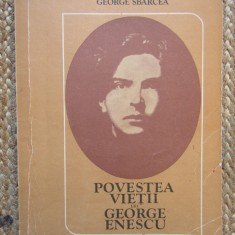 GEORGE SBÂRCEA
POVESTEA
VIEȚII lui
GEORGE
ENESCU